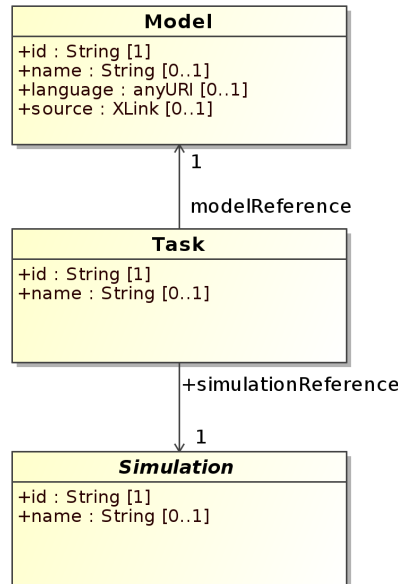 Model
+id : String [1]
+name : String [0..1]
+language : anyURI [0..1]
+source : XLink [0..1]
1
modelReference
Task
+id : String [1]
+name : String [0..1]
+simulationReference
1
Simulation
+id : String [1]
+name : String [0..1]